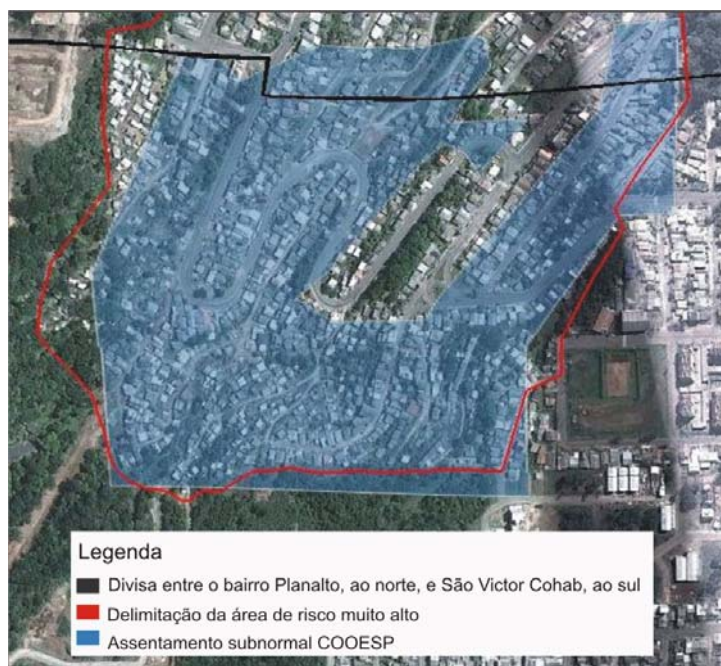 Legenda
Divisa entre o bairro Planalto, ao norte, e São Victor Cohab, ao sul
Delimitação da área de risco muito alto
Assentamento subnormal COOESP